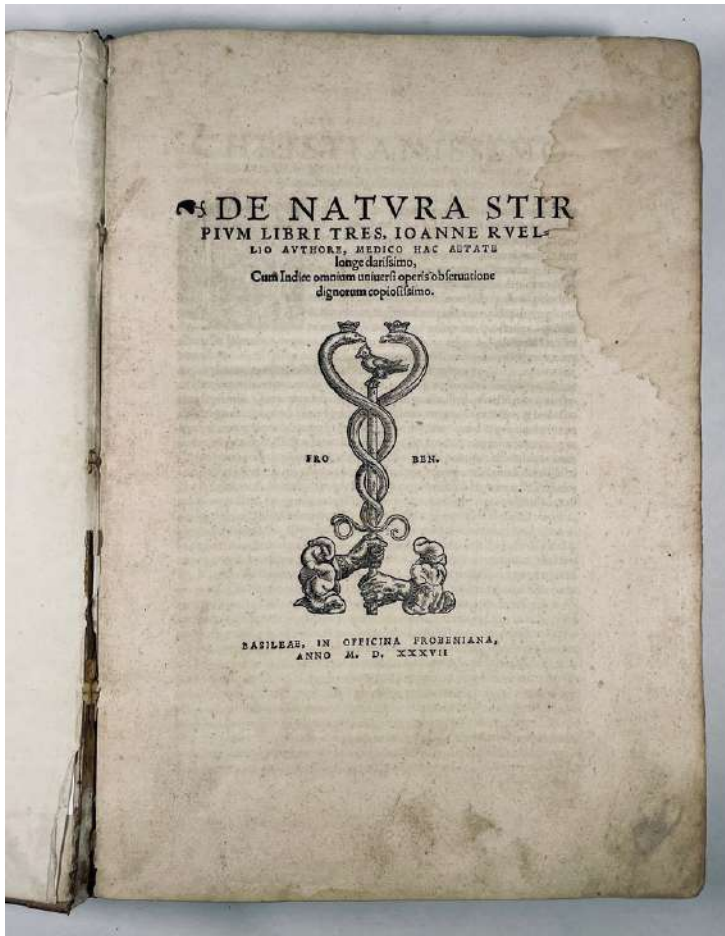 DE NATVRA STIR
PIVM LIBRI TRES. IOANNE RVEL-
LIO AVTHORE, MEDICO HAC AETATE
longe clarissimo,
Cum Indice omnium uniuersi operis obseruatione
dignorum copiosissimo.
FRO BEN.
BASILEAE, IN OFFICINA FROBENIANA,
ANNO M. D. XXXVII